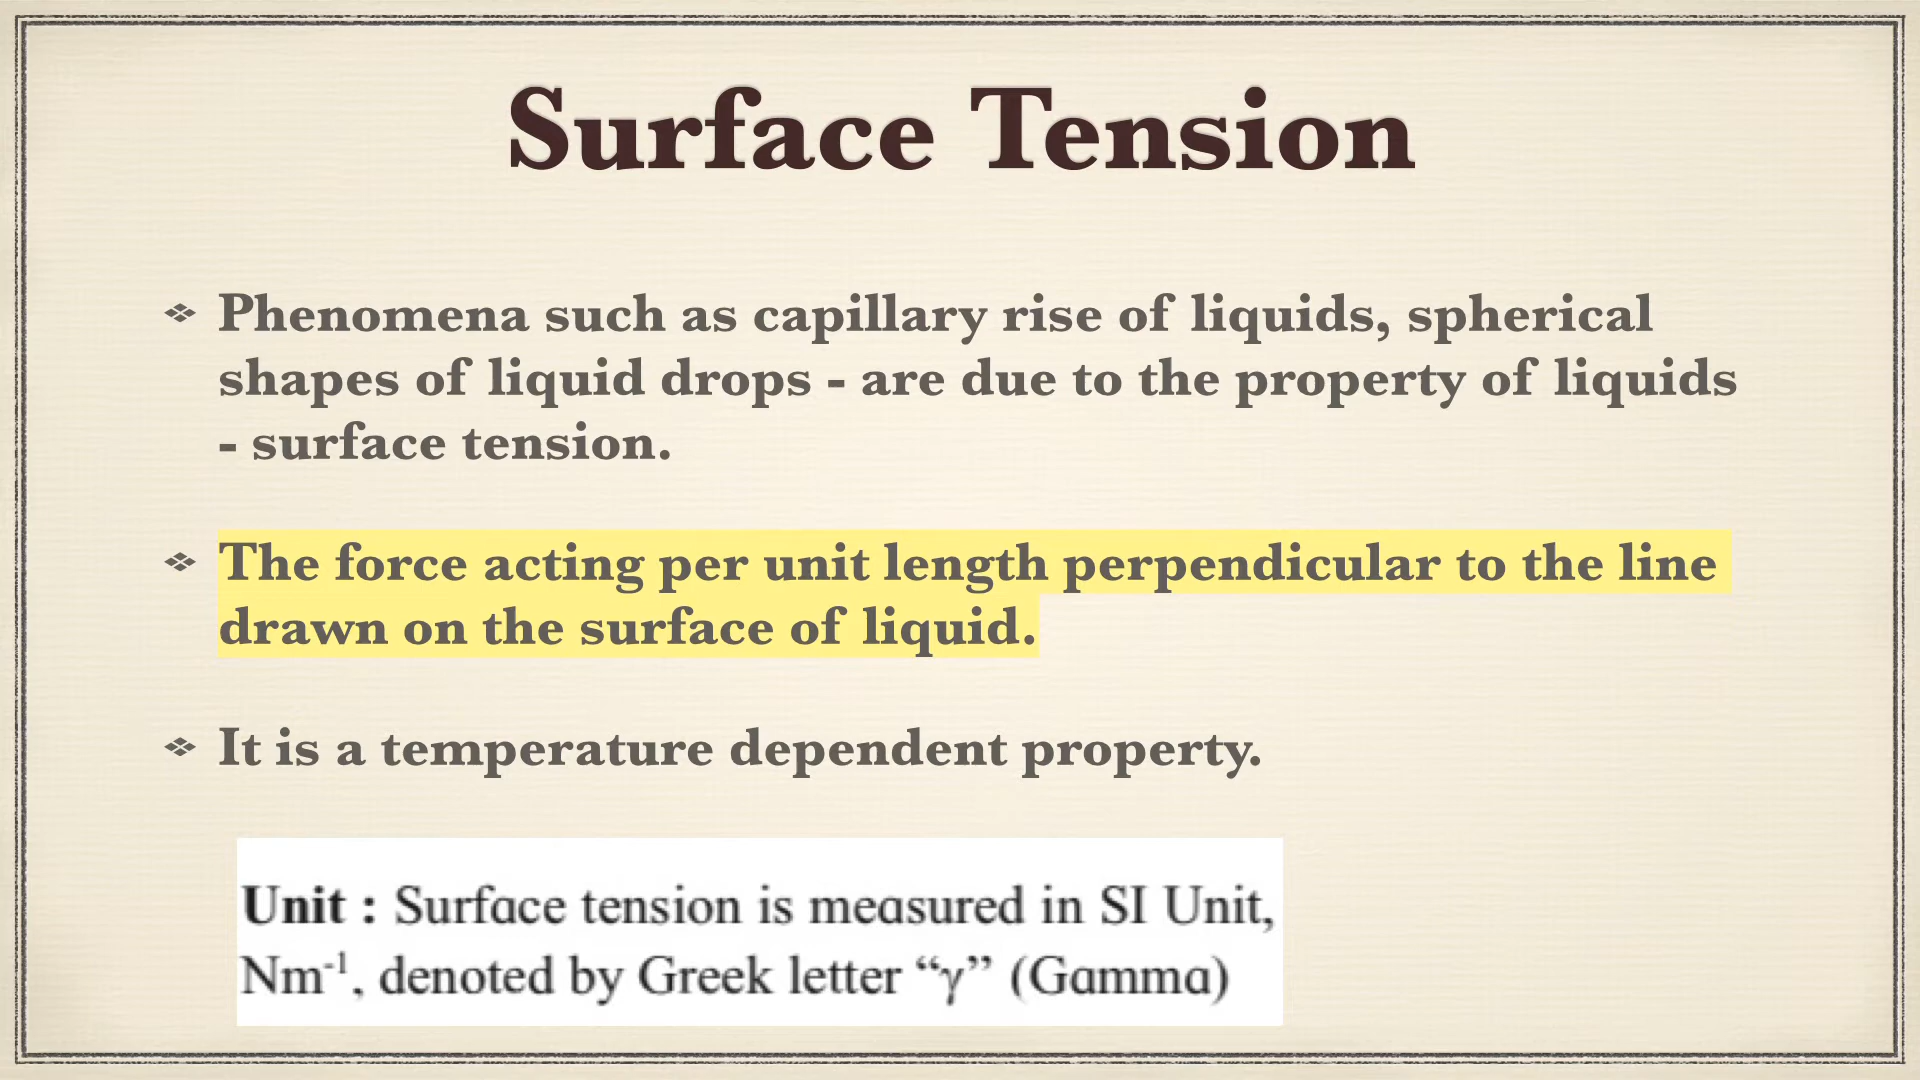 Surface Tension
❖ Phenomena such as capillary rise of liquids, spherical
shapes of liquid drops - are due to the property of liquids
- surface tension.
❖ The force acting per unit length perpendicular to the line
drawn on the surface of liquid.
❖ It is a temperature dependent property.
Unit : Surface tension is measured in SI Unit,
Nm⁻¹, denoted by Greek letter “γ” (Gamma)